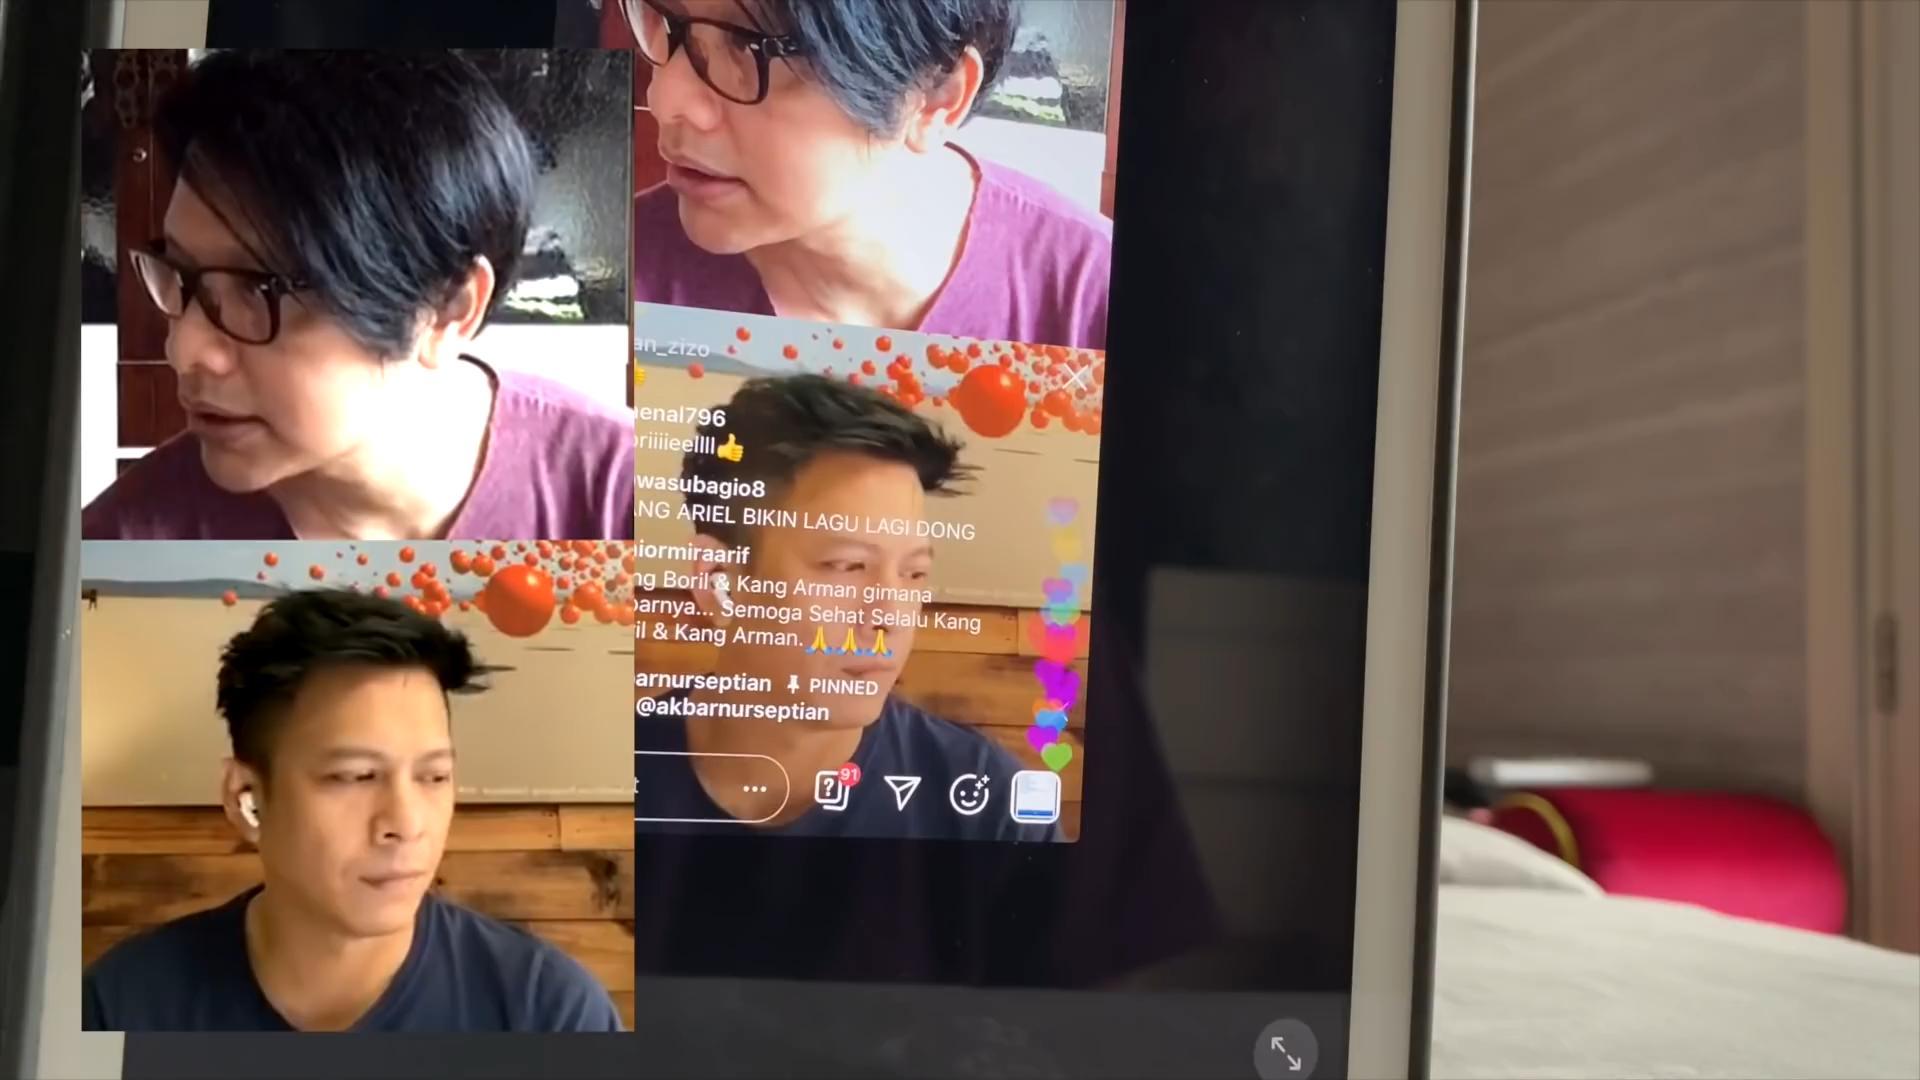 an_zizo
enal796
riiiieellll👍
wasubagio8
NG ARIEL BIKIN LAGU LAGI DONG
iormiraarif
ng Boril & Kang Arman gimana
barnya... Semoga Sehat Selalu Kang
ril & Kang Arman. 🙏🙏🙏
arnurseptian 📌 PINNED
@akbarnurseptian
91